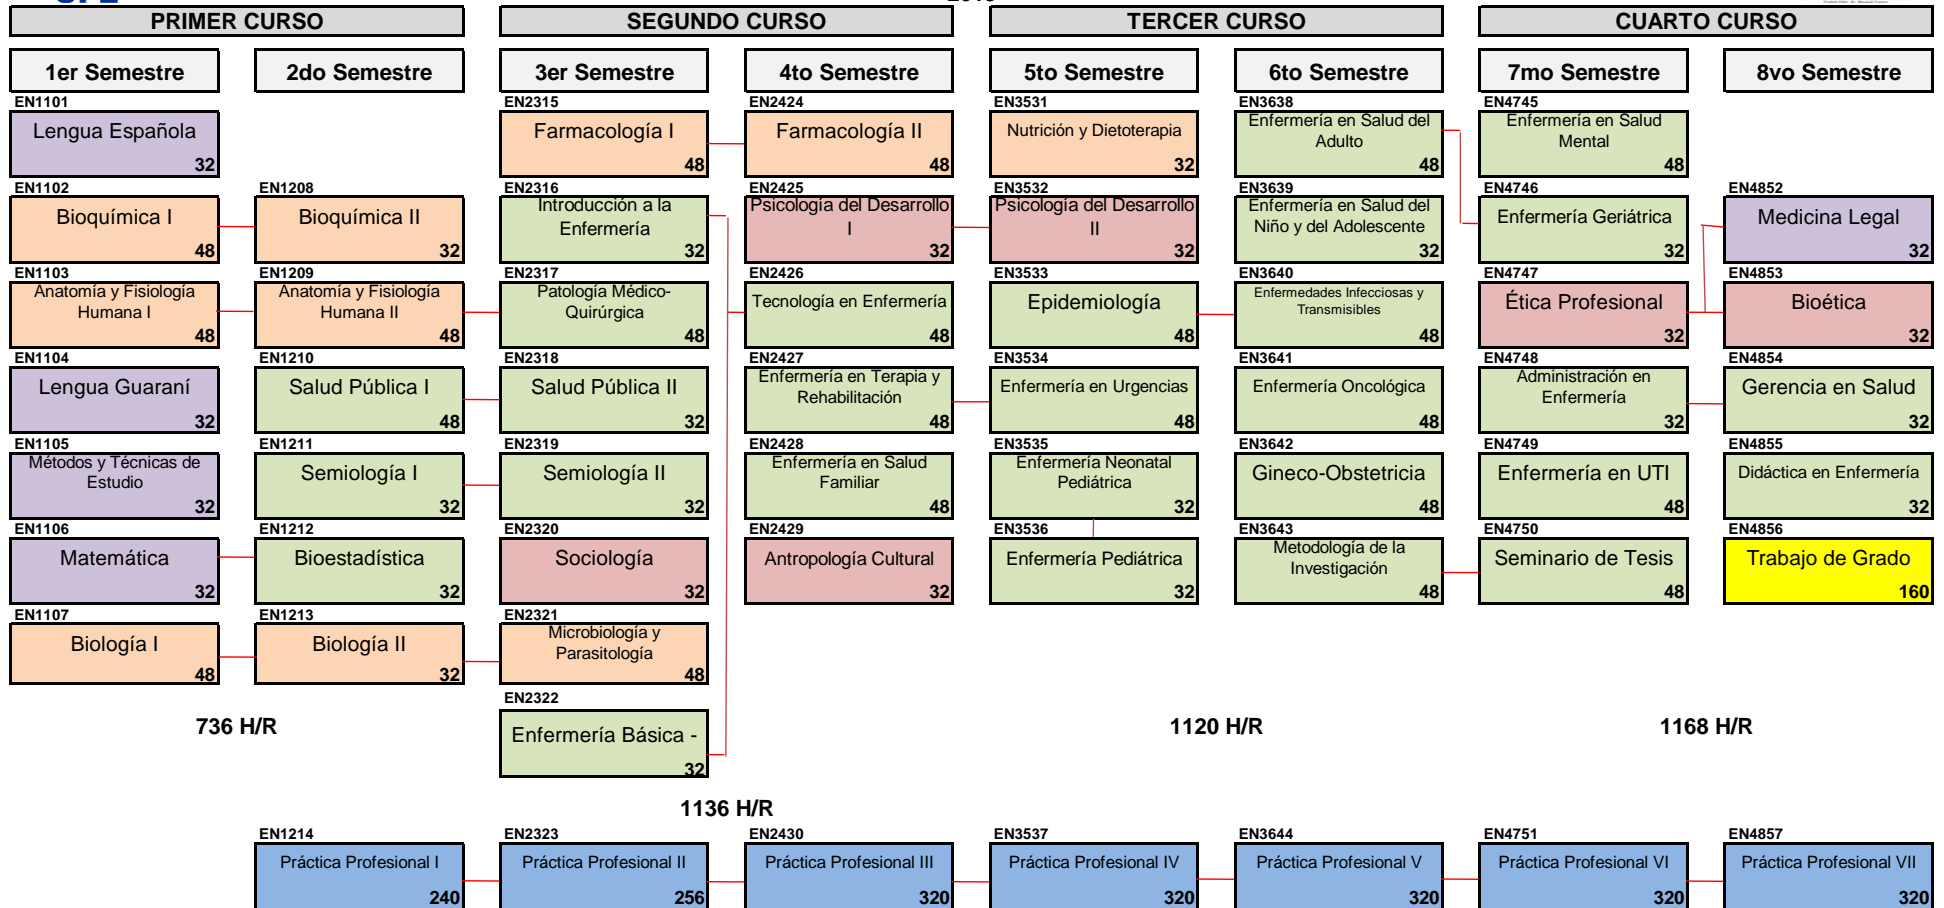 PRIMER CURSO
SEGUNDO CURSO
TERCER CURSO
CUARTO CURSO
1er Semestre
2do Semestre
3er Semestre
4to Semestre
5to Semestre
6to Semestre
7mo Semestre
8vo Semestre
EN1101
EN2315
EN2424
EN3531
EN3638
EN4745
Lengua Española
32
Farmacología I
48
Farmacología II
48
Nutrición y Dietoterapia
32
Enfermería en Salud del
Adulto
48
Enfermería en Salud
Mental
48
EN1102
EN1208
EN2316
EN2425
EN3532
EN3639
EN4746
EN4852
Bioquímica I
48
Bioquímica II
32
Introducción a la
Enfermería
32
Psicología del Desarrollo
I
32
Psicología del Desarrollo
II
32
Enfermería en Salud del
Niño y del Adolescente
32
Enfermería Geriátrica
32
Medicina Legal
32
EN1103
EN1209
EN2317
EN2426
EN3533
EN3640
EN4747
EN4853
Anatomía y Fisiología
Humana I
48
Anatomía y Fisiología
Humana II
48
Patología Médico-
Quirúrgica
48
Tecnología en Enfermería
48
Epidemiología
48
Enfermedades Infecciosas y
Transmisibles
48
Ética Profesional
32
Bioética
32
EN1104
EN1210
EN2318
EN2427
EN3534
EN3641
EN4748
EN4854
Lengua Guaraní
32
Salud Pública I
48
Salud Pública II
32
Enfermería en Terapia y
Rehabilitación
48
Enfermería en Urgencias
48
Enfermería Oncológica
48
Administración en
Enfermería
32
Gerencia en Salud
32
EN1105
EN1211
EN2319
EN2428
EN3535
EN3642
EN4749
EN4855
Métodos y Técnicas de
Estudio
32
Semiología I
32
Semiología II
32
Enfermería en Salud
Familiar
48
Enfermería Neonatal
Pediátrica
32
Gineco-Obstetricia
48
Enfermería en UTI
48
Didáctica en Enfermería
32
EN1106
EN1212
EN2320
EN2429
EN3536
EN3643
EN4750
EN4856
Matemática
32
Bioestadística
32
Sociología
32
Antropología Cultural
32
Enfermería Pediátrica
32
Metodología de la
Investigación
48
Seminario de Tesis
48
Trabajo de Grado
160
EN1107
EN1213
EN2321
Biología I
48
Biología II
32
Microbiología y
Parasitología
48
EN2322
Enfermería Básica -
32
736 H/R
1120 H/R
1168 H/R
1136 H/R
EN1214
EN2323
EN2430
EN3537
EN3644
EN4751
EN4857
Práctica Profesional I
240
Práctica Profesional II
256
Práctica Profesional III
320
Práctica Profesional IV
320
Práctica Profesional V
320
Práctica Profesional VI
320
Práctica Profesional VII
320